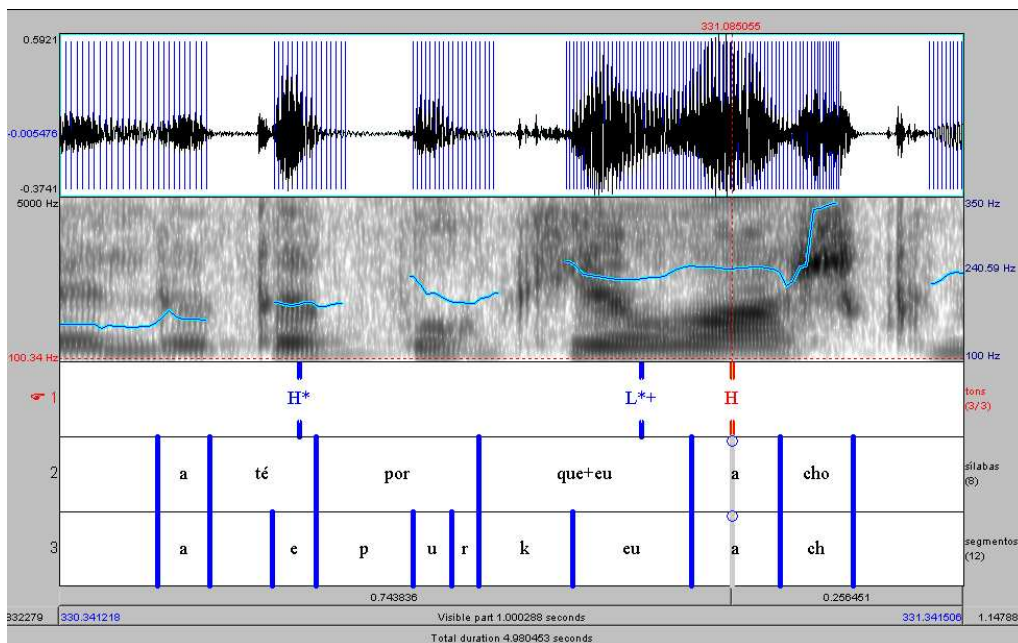 331.085055
0.5921
-0.005476
-0.3741
5000 Hz
350 Hz
240.59 Hz
100.34 Hz
100 Hz
1 H* L*+ H tons (3/3)
2 a té por que+eu a cho sílabas (8)
3 a e p u r k eu a ch segmentos (12)
0.743836 0.256451
832279 330.341218 Visible part 1.000288 seconds 331.341506 1.14788
Total duration 4.980453 seconds